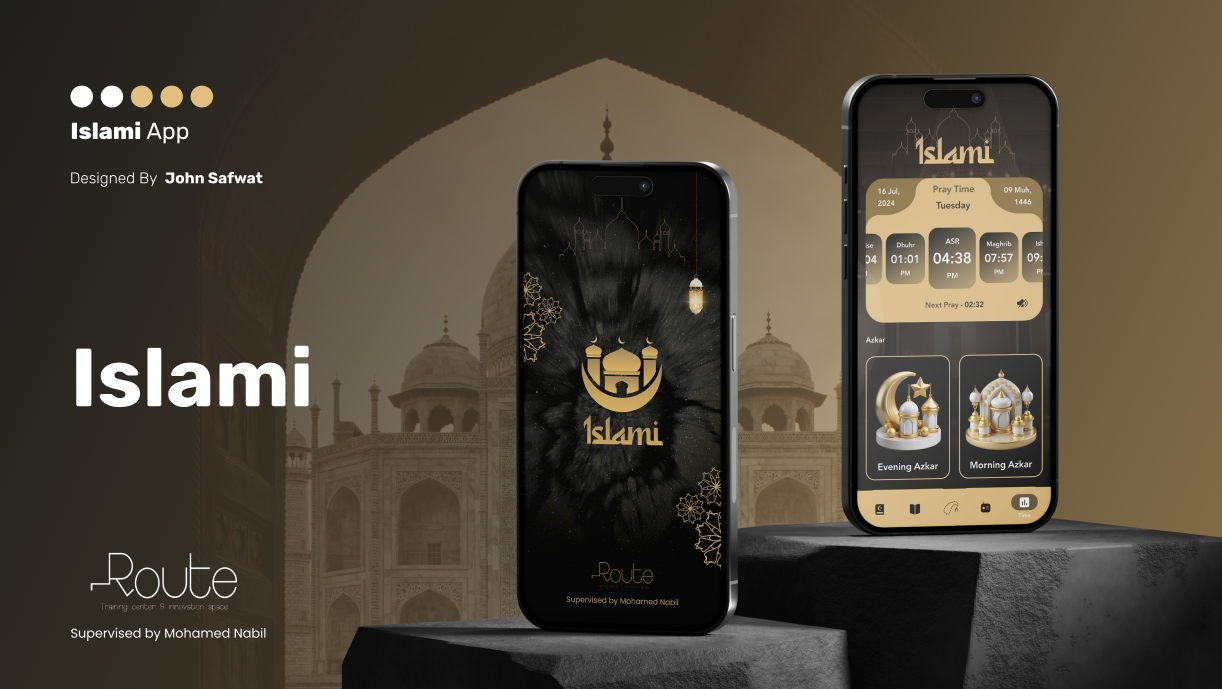 Islami App
Designed By John Safwat
Islami
Route
Training center & innovation space
Supervised by Mohamed Nabil
Islami
Route
Supervised by Mohamed Nabil
Islami
16 Jul,
2024
Pray Time
Tuesday
09 Muh,
1446
Dhuhr
01:01
PM
ASR
04:38
PM
Maghrib
07:57
PM
Next Pray - 02:32
Azkar
Evening Azkar
Morning Azkar
Time